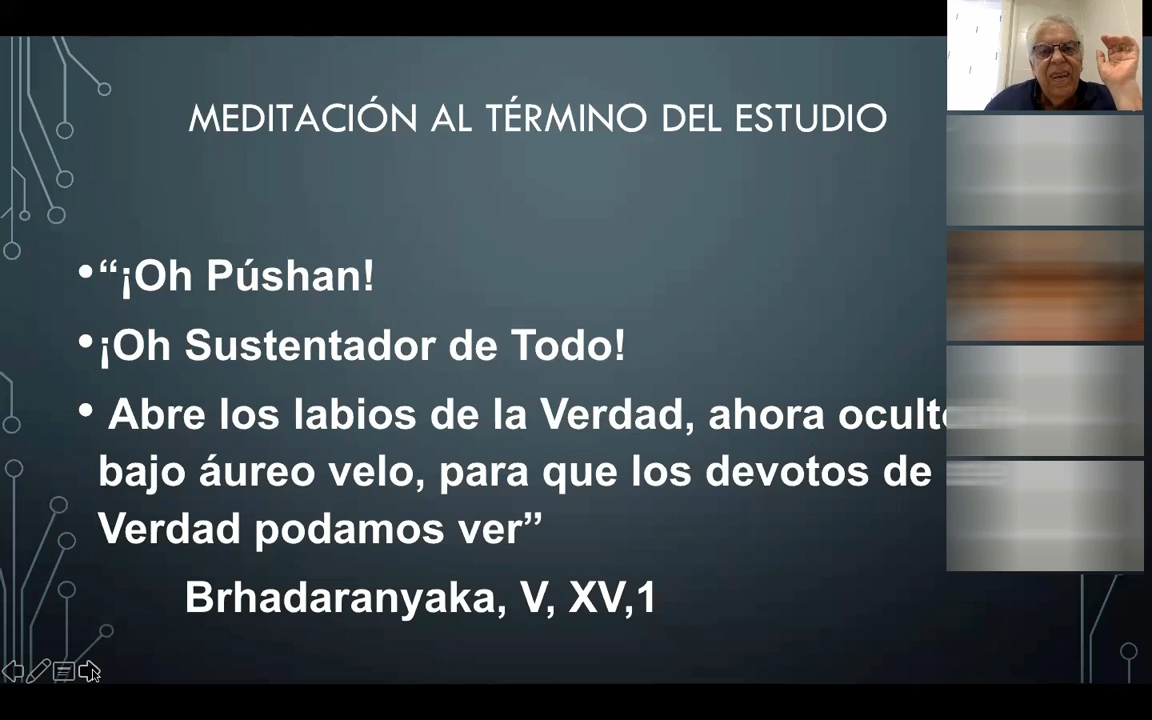 MEDITACIÓN AL TÉRMINO DEL ESTUDIO
•“¡Oh Púshan!
•¡Oh Sustentador de Todo!
• Abre los labios de la Verdad, ahora
bajo áureo velo, para que los devotos de
Verdad podamos ver”
Brhadaranyaka, V, XV,1